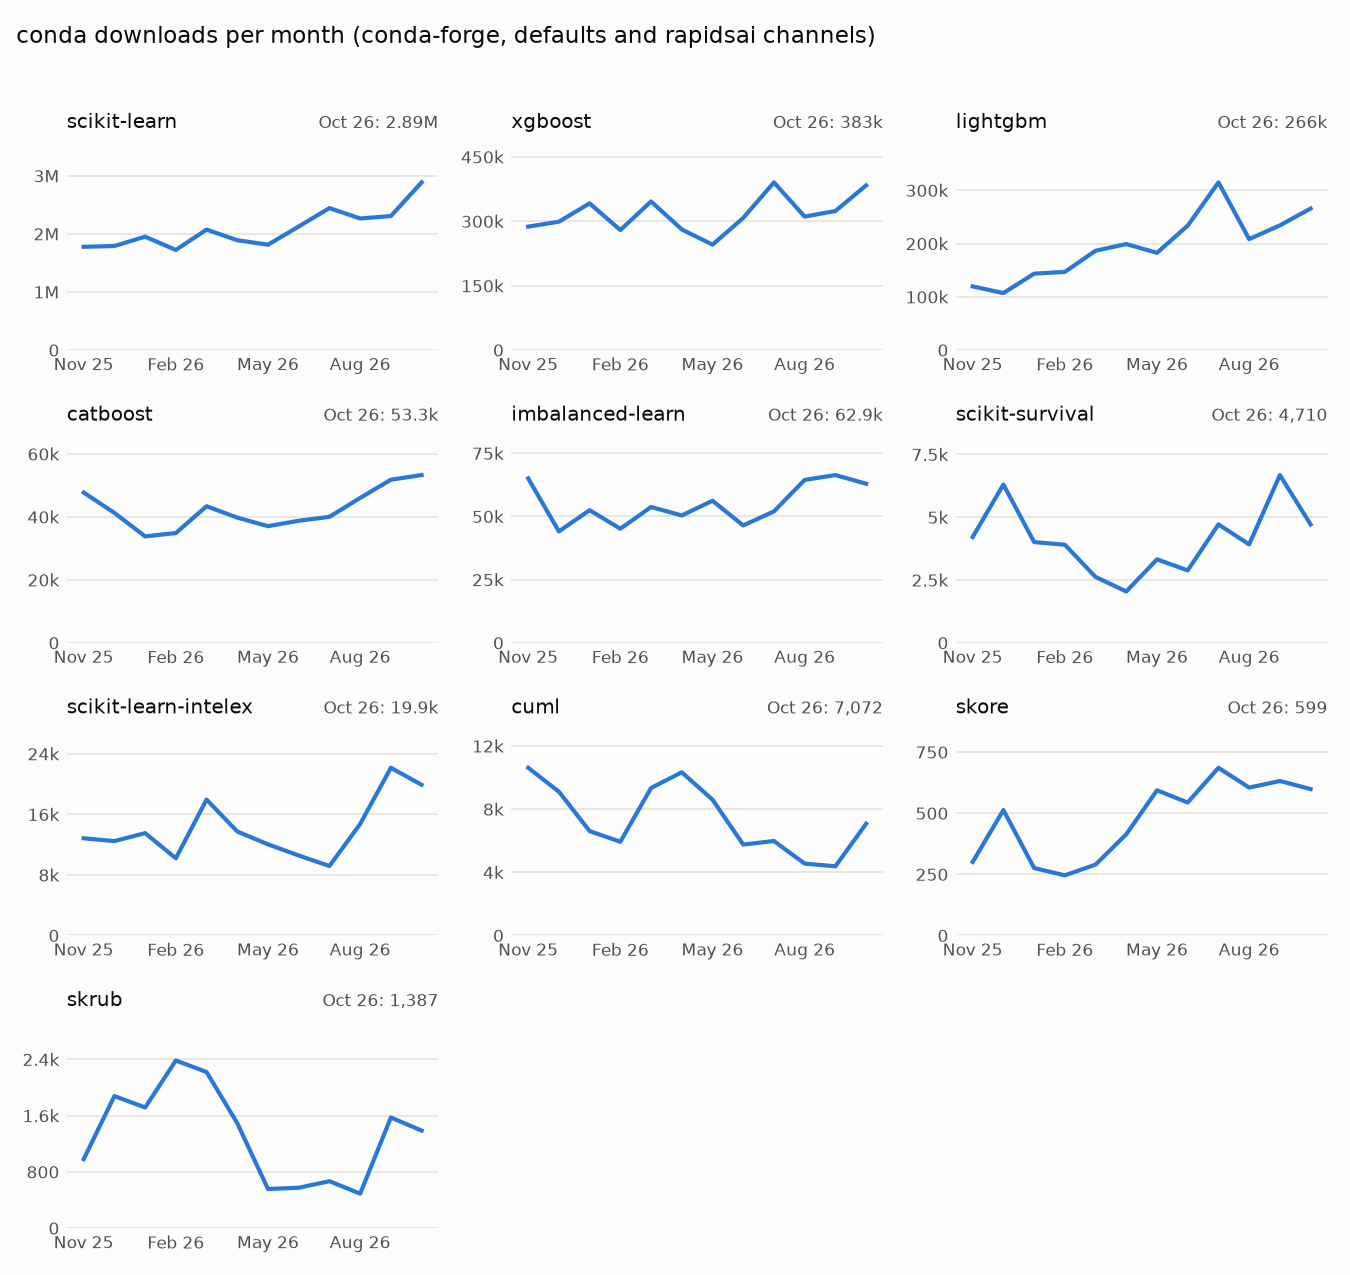 conda downloads per month (conda-forge, defaults and rapidsai channels)
scikit-learn Oct 26: 2.89M
3M
2M
1M
0
Nov 25 Feb 26 May 26 Aug 26
xgboost Oct 26: 383k
450k
300k
150k
0
Nov 25 Feb 26 May 26 Aug 26
lightgbm Oct 26: 266k
300k
200k
100k
0
Nov 25 Feb 26 May 26 Aug 26
catboost Oct 26: 53.3k
60k
40k
20k
0
Nov 25 Feb 26 May 26 Aug 26
imbalanced-learn Oct 26: 62.9k
75k
50k
25k
0
Nov 25 Feb 26 May 26 Aug 26
scikit-survival Oct 26: 4,710
7.5k
5k
2.5k
0
Nov 25 Feb 26 May 26 Aug 26
scikit-learn-intelex Oct 26: 19.9k
24k
16k
8k
0
Nov 25 Feb 26 May 26 Aug 26
cuml Oct 26: 7,072
12k
8k
4k
0
Nov 25 Feb 26 May 26 Aug 26
skore Oct 26: 599
750
500
250
0
Nov 25 Feb 26 May 26 Aug 26
skrub Oct 26: 1,387
2.4k
1.6k
800
0
Nov 25 Feb 26 May 26 Aug 26